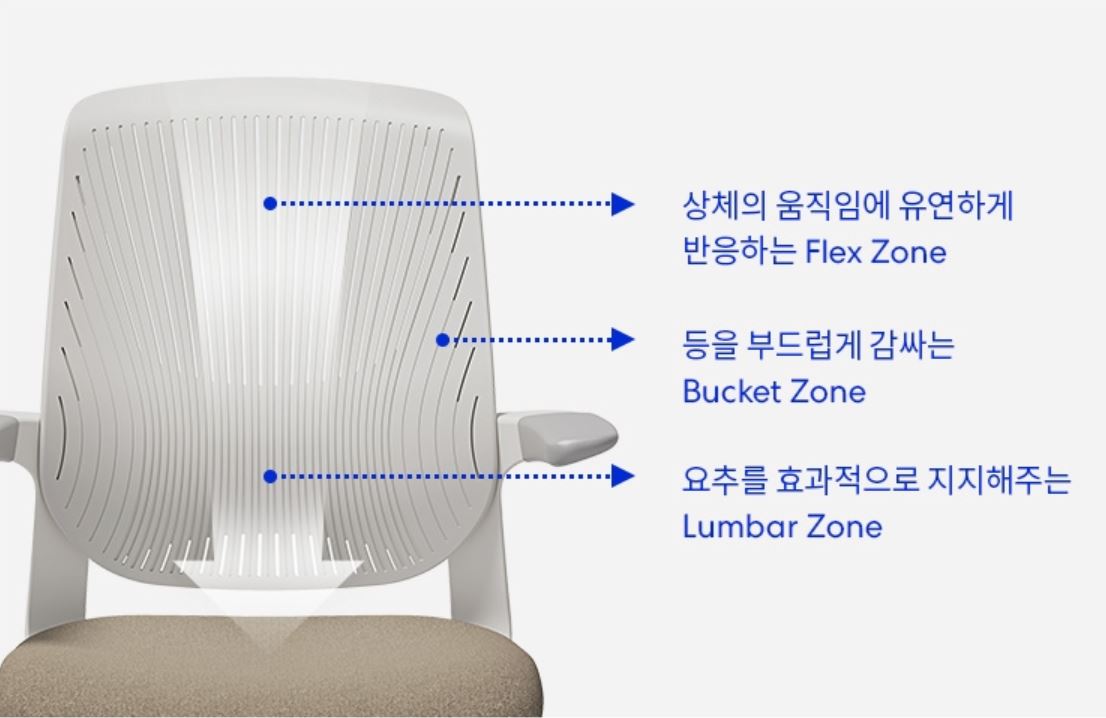 상체의 움직임에 유연하게
반응하는 Flex Zone
등을 부드럽게 감싸는
Bucket Zone
요추를 효과적으로 지지해주는
Lumbar Zone